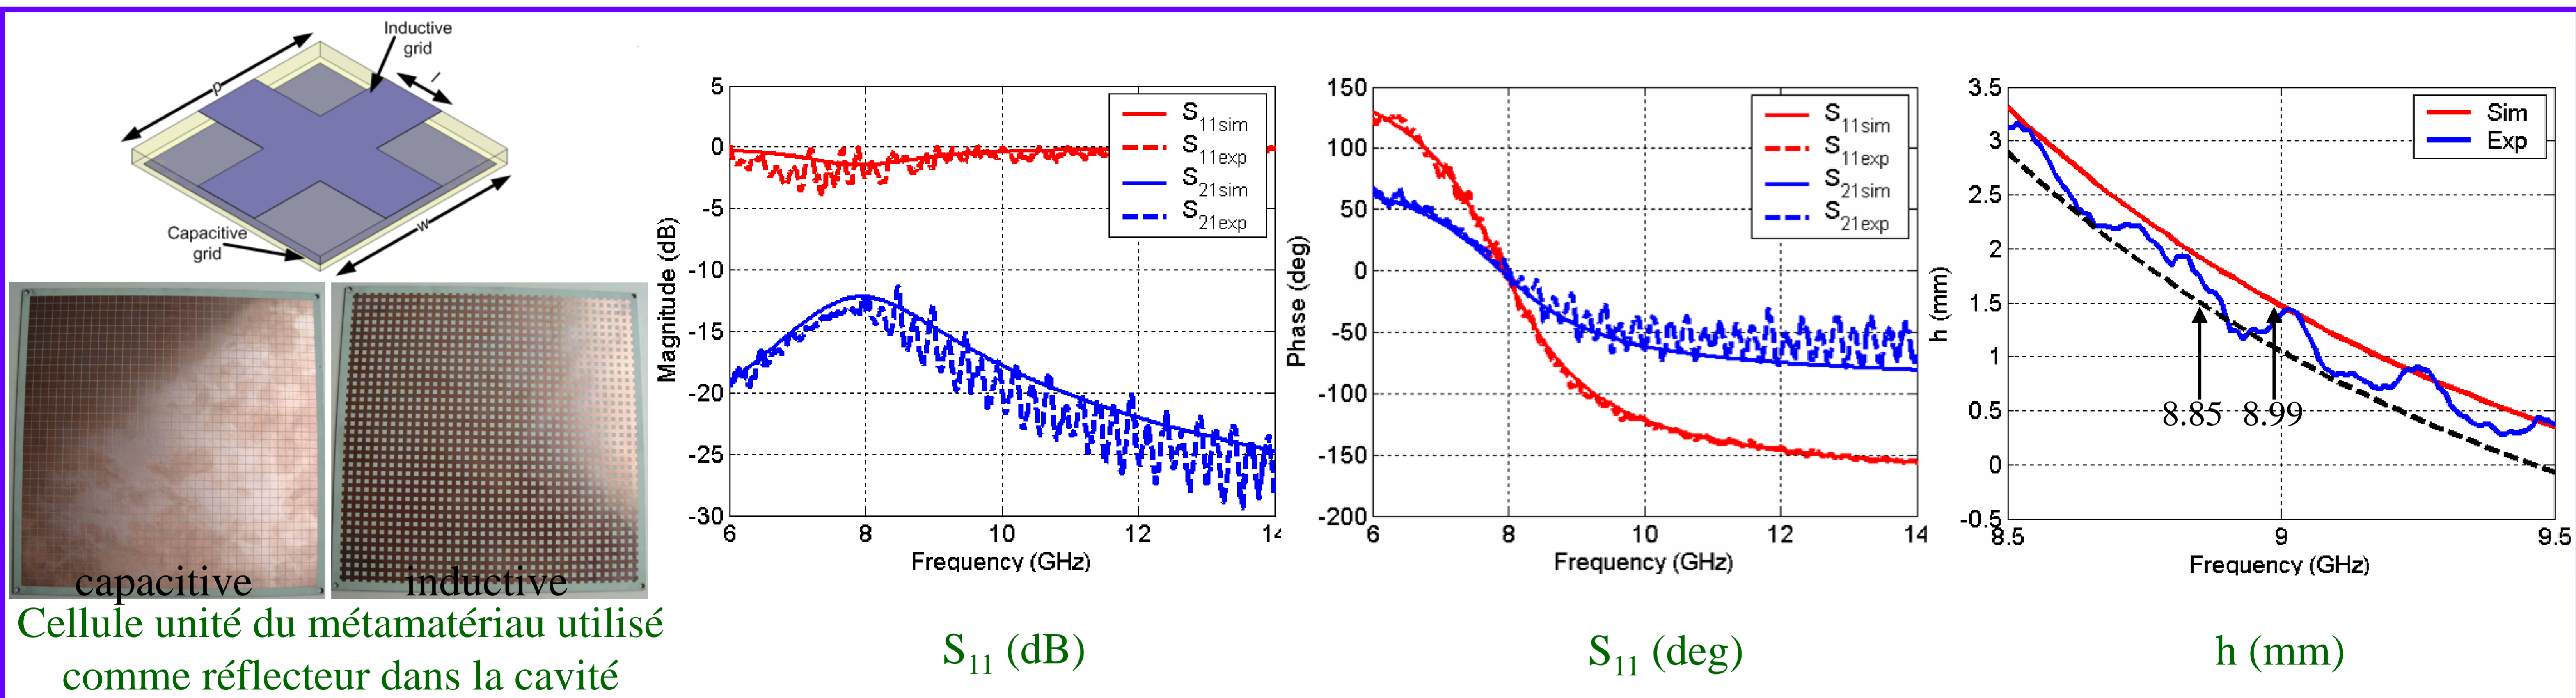 Inductive
grid
p
l
w
Capacitive
grid
capacitive
inductive
Cellule unité du métamatériau utilisé
comme réflecteur dans la cavité
5
0
-5
-10
-15
-20
-25
-30
6
8
10
12
14
Magnitude (dB)
Frequency (GHz)
S11sim
S11exp
S21sim
S21exp
S11 (dB)
150
100
50
0
-50
-100
-150
-200
6
8
10
12
14
Phase (deg)
Frequency (GHz)
S11sim
S11exp
S21sim
S21exp
S11 (deg)
3.5
3
2.5
2
1.5
1
0.5
0
-0.5
8.5
9
9.5
h (mm)
Frequency (GHz)
Sim
Exp
8.85
8.99
h (mm)